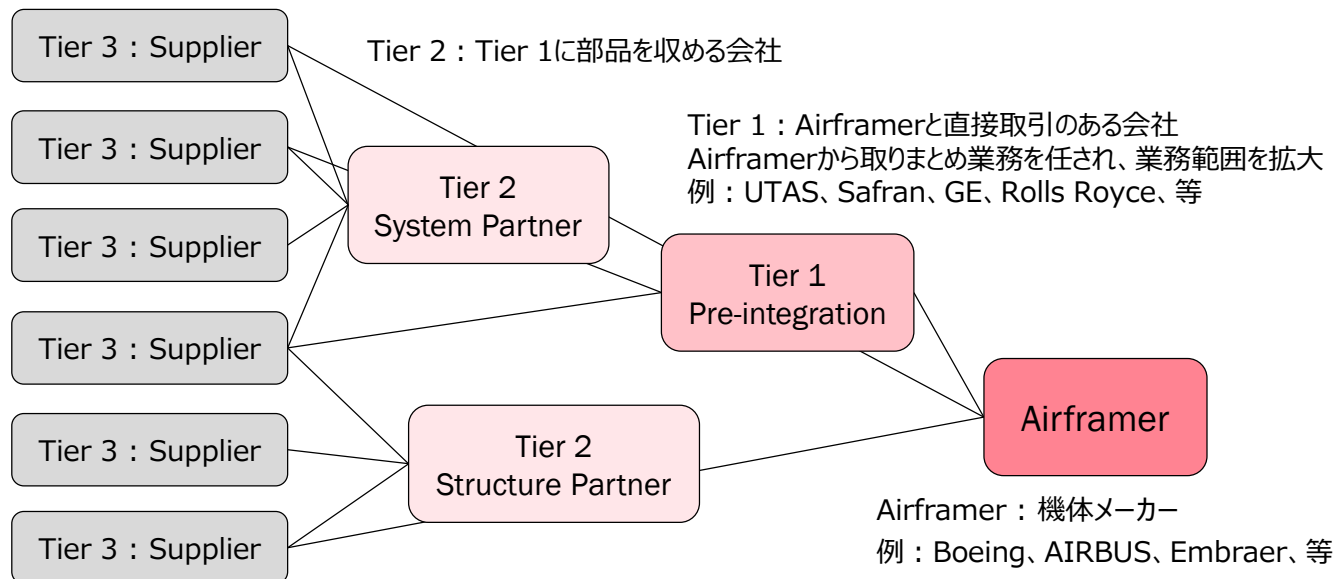 Tier 3 : Supplier
Tier 2 : Tier 1に部品を収める会社
Tier 3 : Supplier
Tier 1 : Airframerと直接取引のある会社
Airframerから取りまとめ業務を任され、業務範囲を拡大
例 : UTAS、Safran、GE、Rolls Royce、等
Tier 2
System Partner
Tier 3 : Supplier
Tier 1
Pre-integration
Tier 3 : Supplier
Airframer
Tier 3 : Supplier
Tier 2
Structure Partner
Airframer : 機体メーカー
例 : Boeing、AIRBUS、Embraer、等
Tier 3 : Supplier